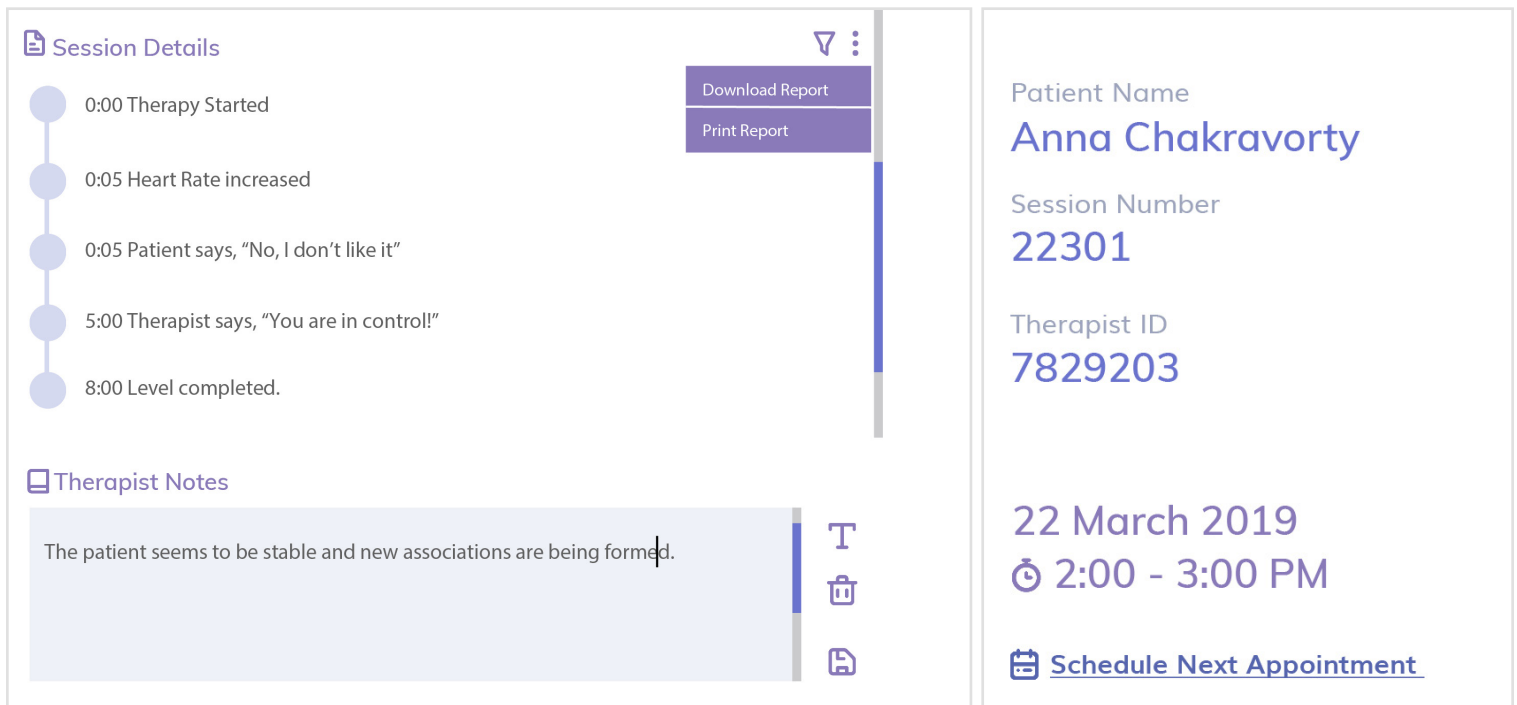 Session Details
Download Report
Print Report
0:00 Therapy Started
0:05 Heart Rate increased
0:05 Patient says, “No, I don’t like it”
5:00 Therapist says, “You are in control!”
8:00 Level completed.
Therapist Notes
The patient seems to be stable and new associations are being formed.
Patient Name
Anna Chakravorty
Session Number
22301
Therapist ID
7829203
22 March 2019
2:00 - 3:00 PM
Schedule Next Appointment